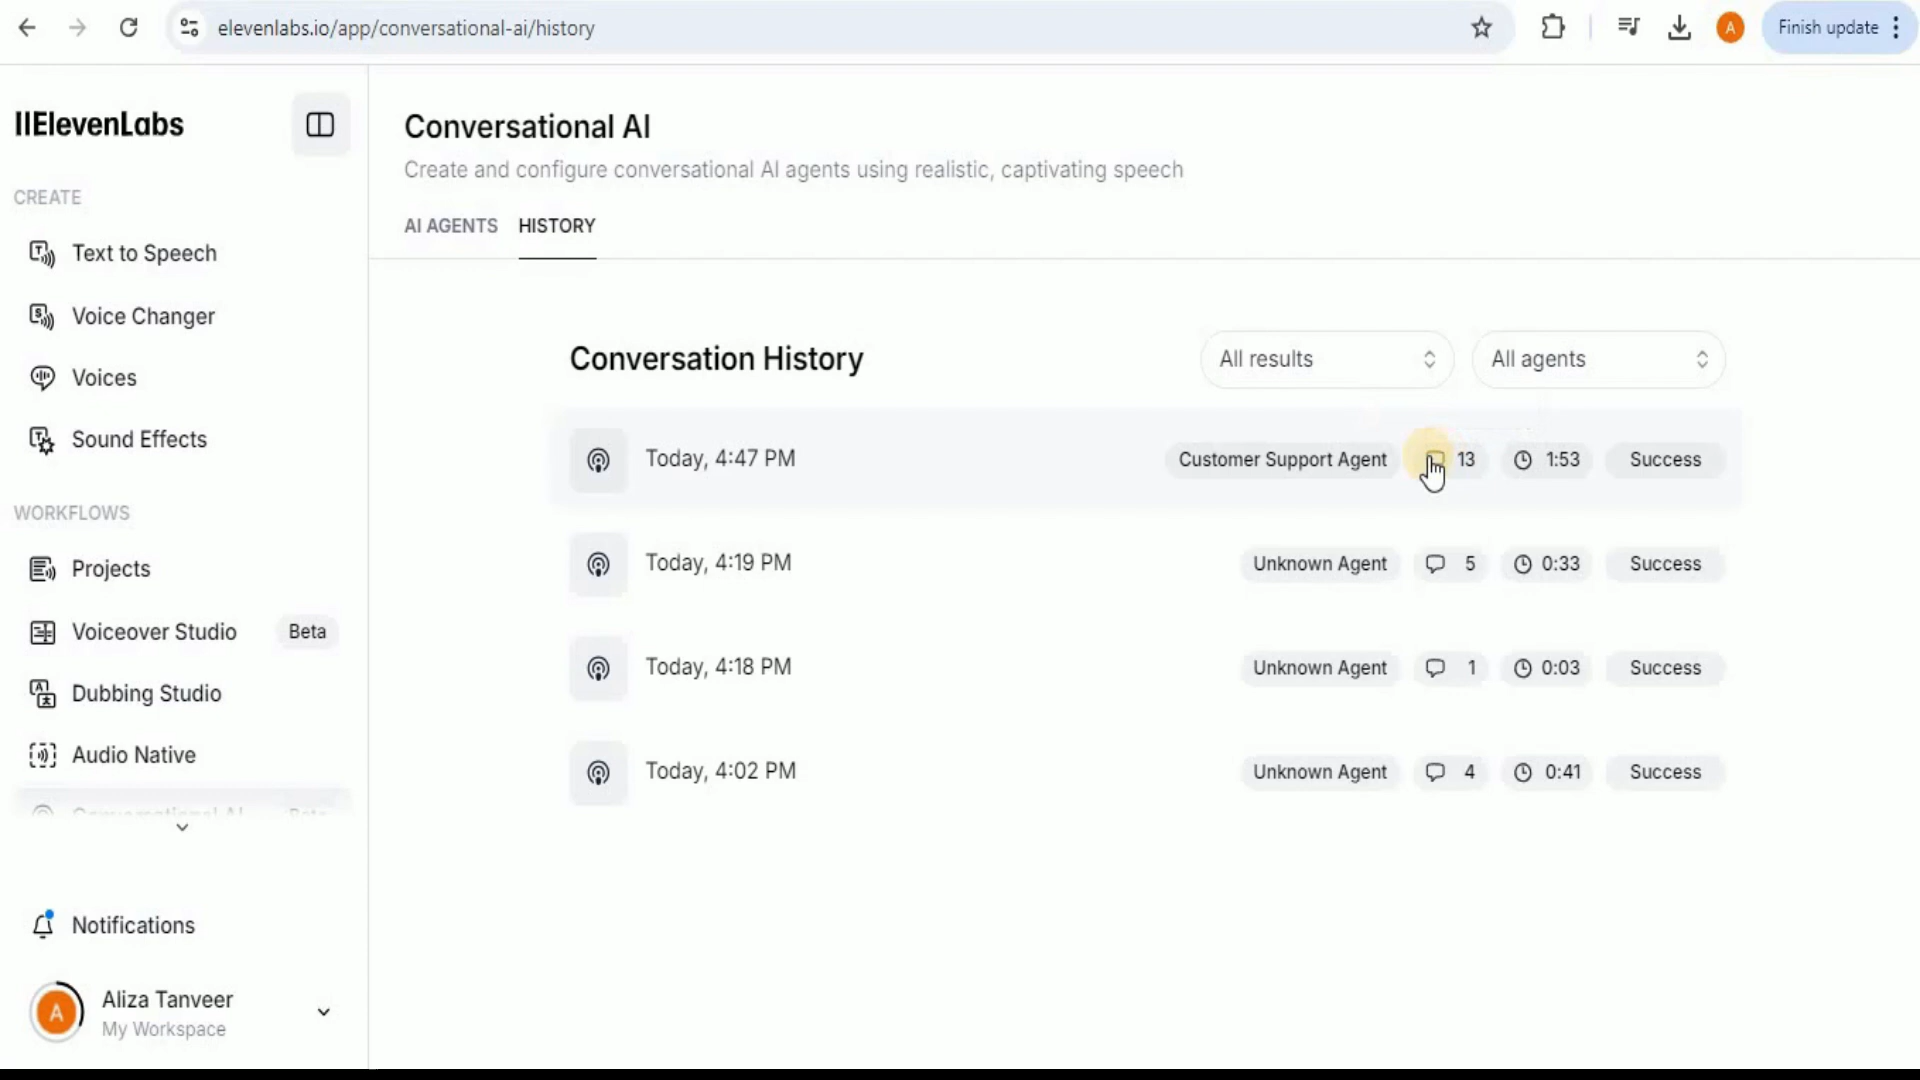 elevenlabs.io/app/conversational-ai/history
A
Finish update
IIElevenLabs
CREATE
Text to Speech
Voice Changer
Voices
Sound Effects
WORKFLOWS
Projects
Voiceover Studio Beta
Dubbing Studio
Audio Native
Conversational AI Beta
Notifications
A
Aliza Tanveer
My Workspace
Conversational AI
Create and configure conversational AI agents using realistic, captivating speech
AI AGENTS HISTORY
Conversation History All results All agents
Today, 4:47 PM Customer Support Agent 13 1:53 Success
Today, 4:19 PM Unknown Agent 5 0:33 Success
Today, 4:18 PM Unknown Agent 1 0:03 Success
Today, 4:02 PM Unknown Agent 4 0:41 Success